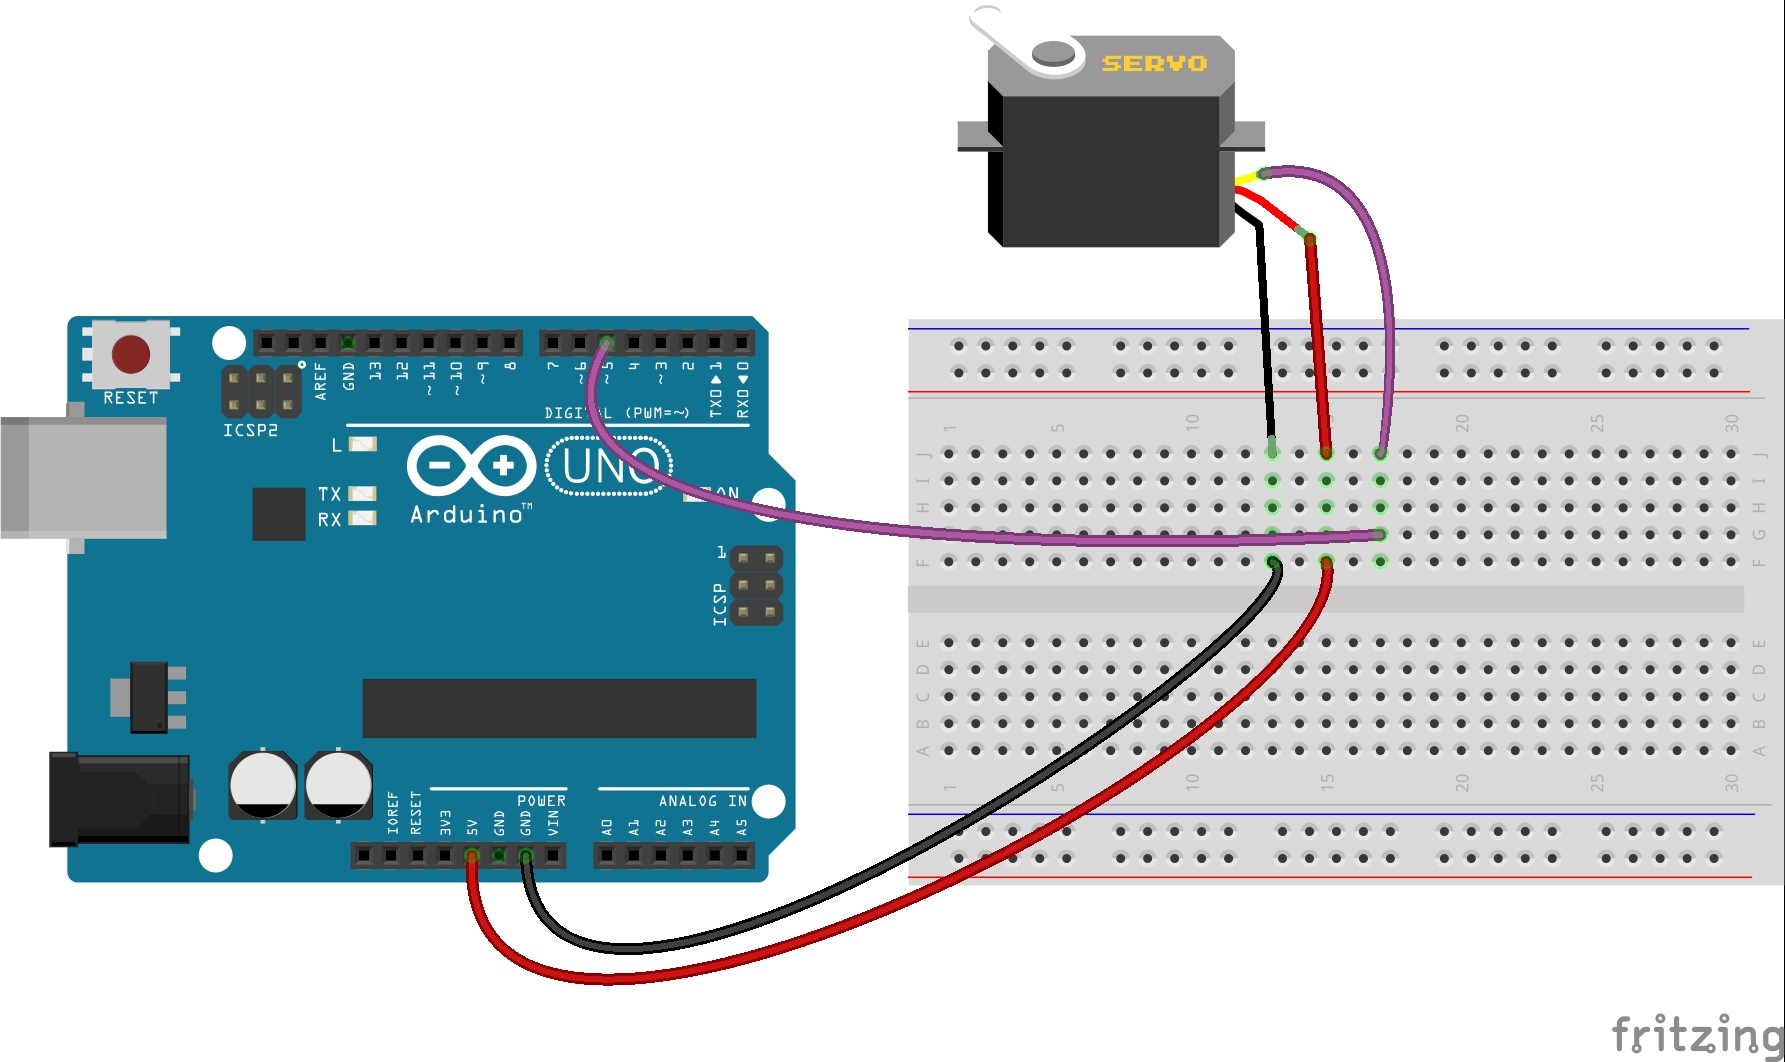 SERVO
RESET
ICSP2
AREF
GND
13
12
~11
~10
~9
8
7
~6
~5
4
~3
2
TX0▶1
RX0◀0
DIGITAL (PWM=~)
L
TX
RX
UNO
ON
Arduino™
1
ICSP
IOREF
RESET
3V3
5V
GND
GND
VIN
POWER
A0
A1
A2
A3
A4
A5
ANALOG IN
1 5 10 15 20 25 30
J J
I I
H H
G G
F F
E E
D D
C C
B B
A A
1 5 10 15 20 25 30
fritzing